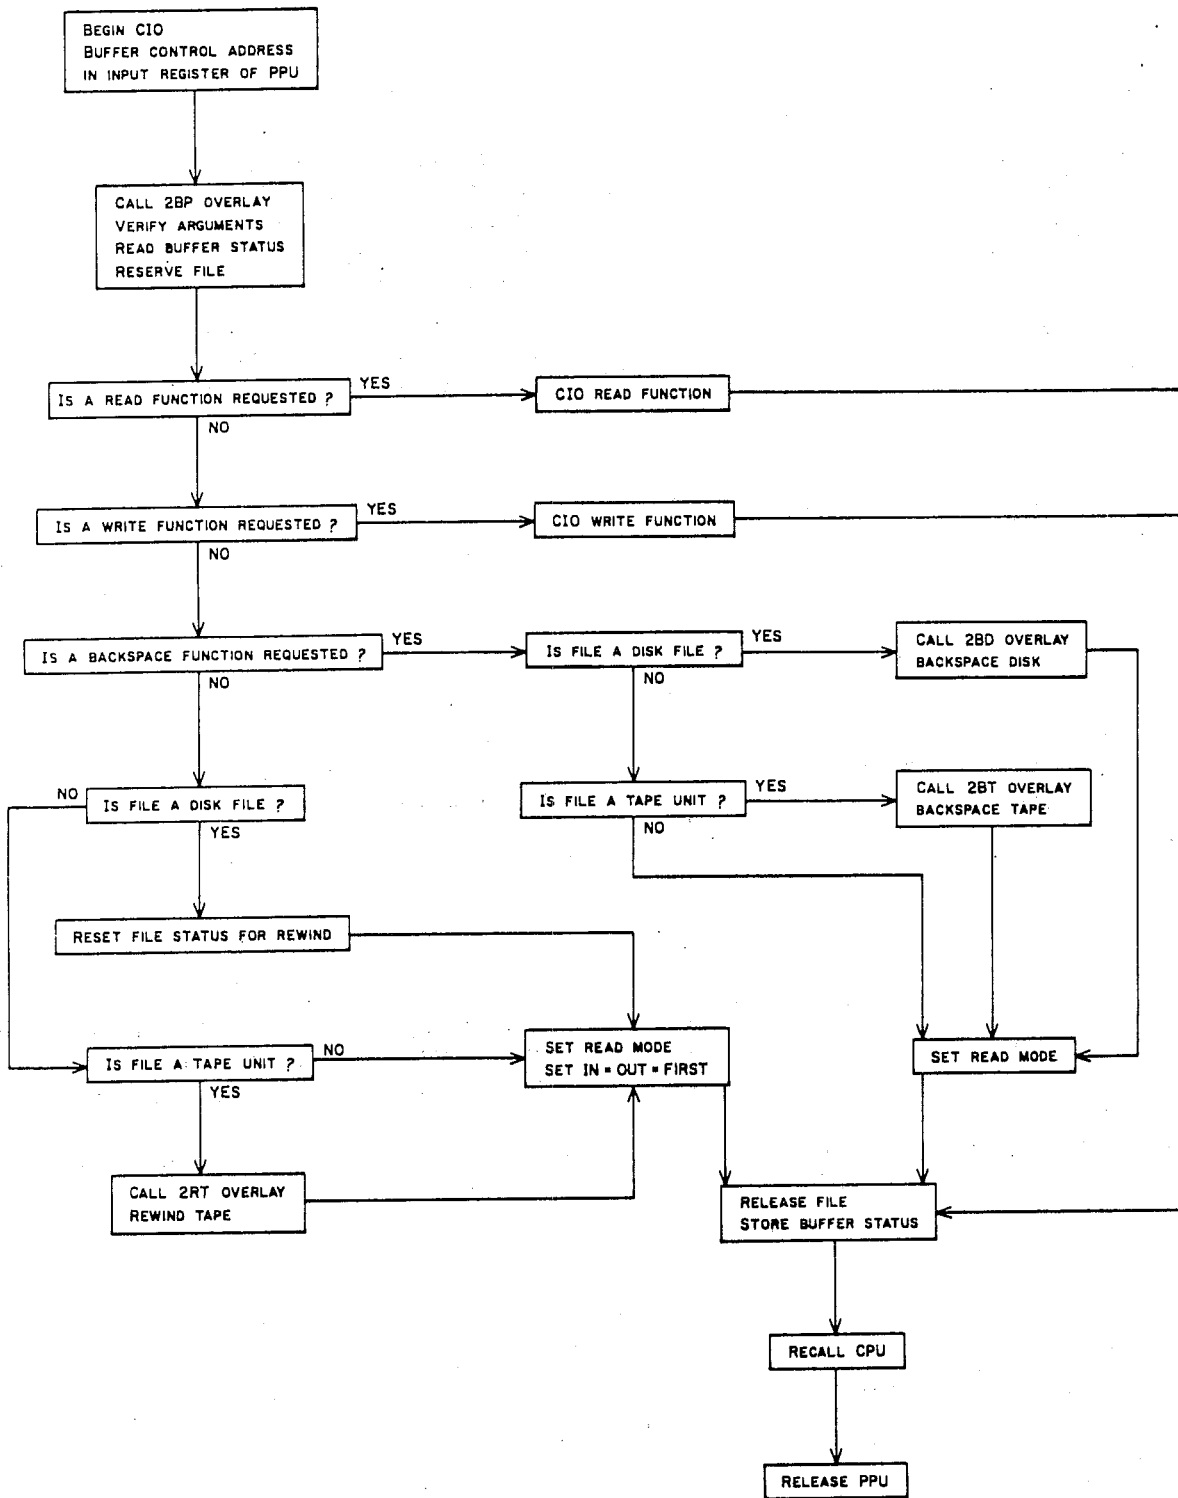 BEGIN CIO
BUFFER CONTROL ADDRESS
IN INPUT REGISTER OF PPU
CALL 2BP OVERLAY
VERIFY ARGUMENTS
READ BUFFER STATUS
RESERVE FILE
IS A READ FUNCTION REQUESTED ?
YES
CIO READ FUNCTION
NO
IS A WRITE FUNCTION REQUESTED ?
YES
CIO WRITE FUNCTION
NO
IS A BACKSPACE FUNCTION REQUESTED ?
YES
IS FILE A DISK FILE ?
YES
CALL 2BD OVERLAY
BACKSPACE DISK
NO
NO
NO
IS FILE A DISK FILE ?
YES
IS FILE A TAPE UNIT ?
YES
CALL 2BT OVERLAY
BACKSPACE TAPE
NO
RESET FILE STATUS FOR REWIND
IS FILE A TAPE UNIT ?
NO
YES
SET READ MODE
SET IN = OUT = FIRST
SET READ MODE
CALL 2RT OVERLAY
REWIND TAPE
RELEASE FILE
STORE BUFFER STATUS
RECALL CPU
RELEASE PPU